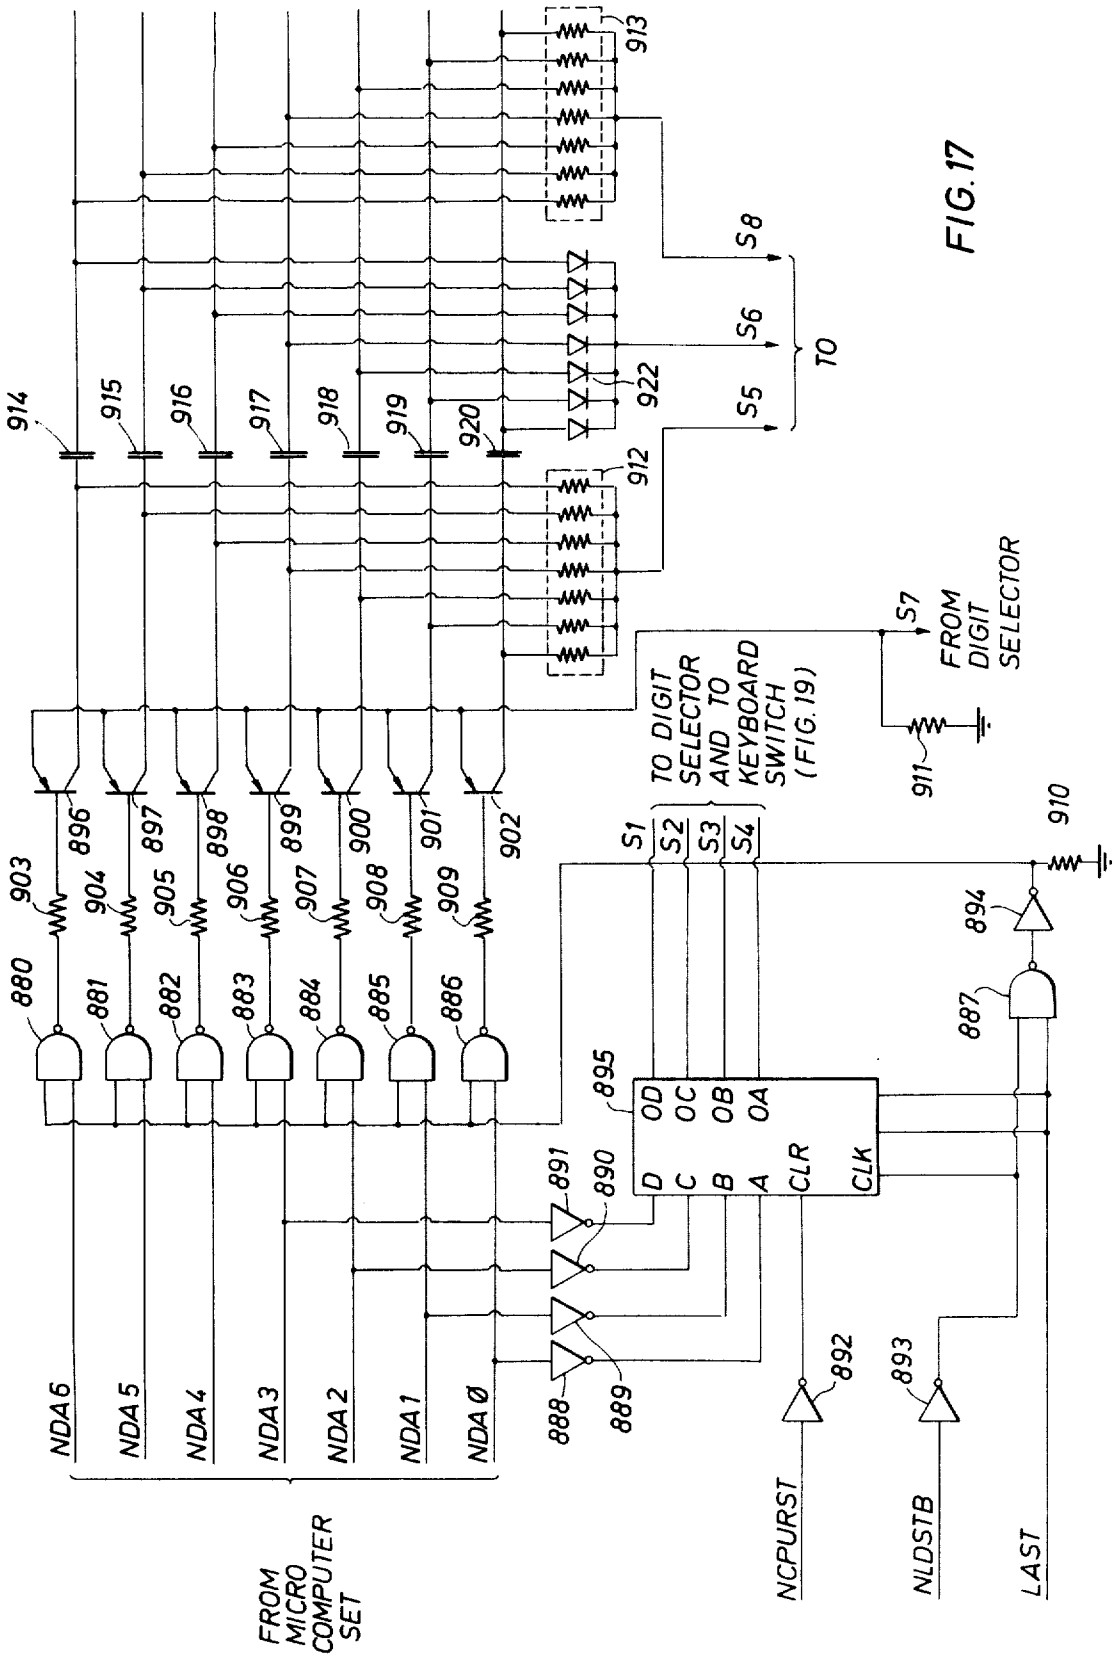 FROM
MICRO
COMPUTER
SET
NDA6
NDA5
NDA4
NDA3
NDA2
NDA1
NDAØ
880
881
882
883
884
885
886
903
904
905
906
907
908
909
896
897
898
899
900
901
902
914
915
916
917
918
919
920
912
922
913
888
889
890
891
895
D
C
B
A
CLR
CLK
OD
OC
OB
OA
S1
S2
S3
S4
TO DIGIT
SELECTOR
AND TO
KEYBOARD
SWITCH
(FIG.19)
S5
S6
S8
TO
S7
FROM
DIGIT
SELECTOR
911
910
NCPURST
892
NLDSTB
893
LAST
887
894
FIG.17